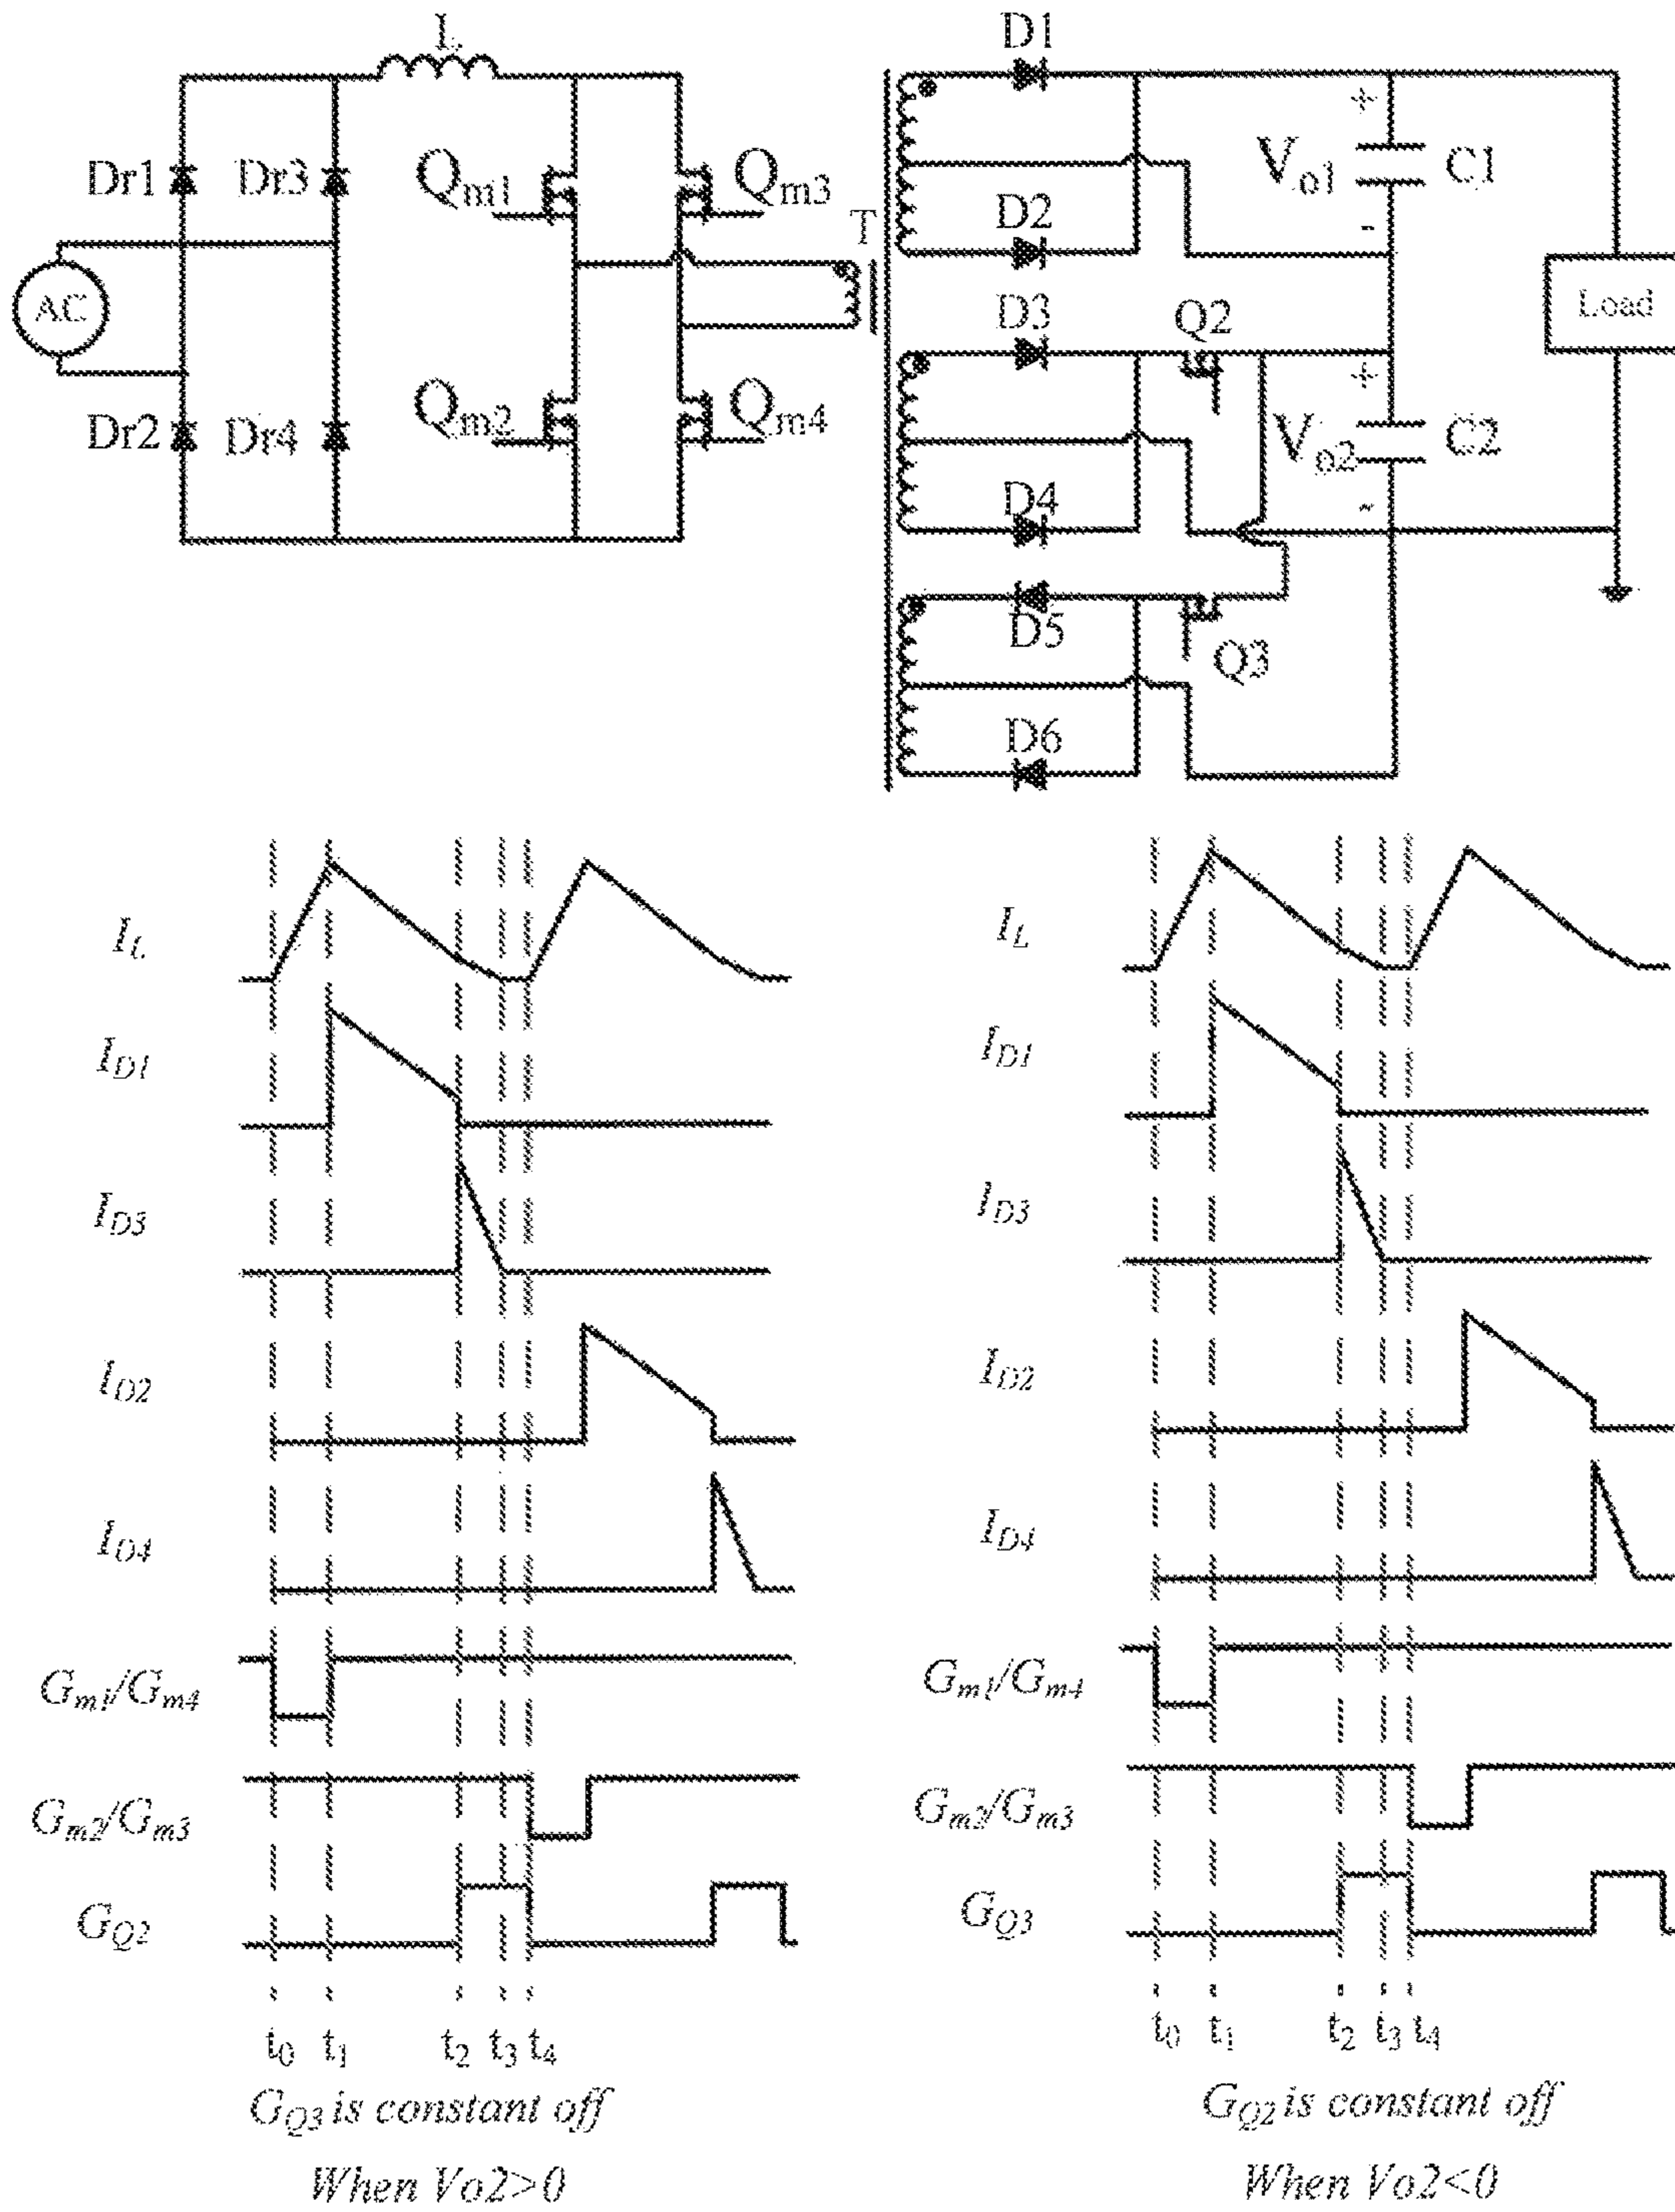 L
D1
Dr1 Dr3 Qm1 Qm3
+
Vo1 C1
T
D2
-
AC
D3 Q2
Load
+
Dr2 Dr4 Qm2 Qm4
Vo2 C2
D4
~
D5
Q3
D6
IL IL
ID1 ID1
ID3 ID3
ID2 ID2
ID4 ID4
Gm1/Gm4 Gm1/Gm4
Gm2/Gm3 Gm2/Gm3
GQ2 GQ3
t0 t1 t2 t3 t4 t0 t1 t2 t3 t4
GQ3 is constant off GQ2 is constant off
When Vo2>0 When Vo2<0